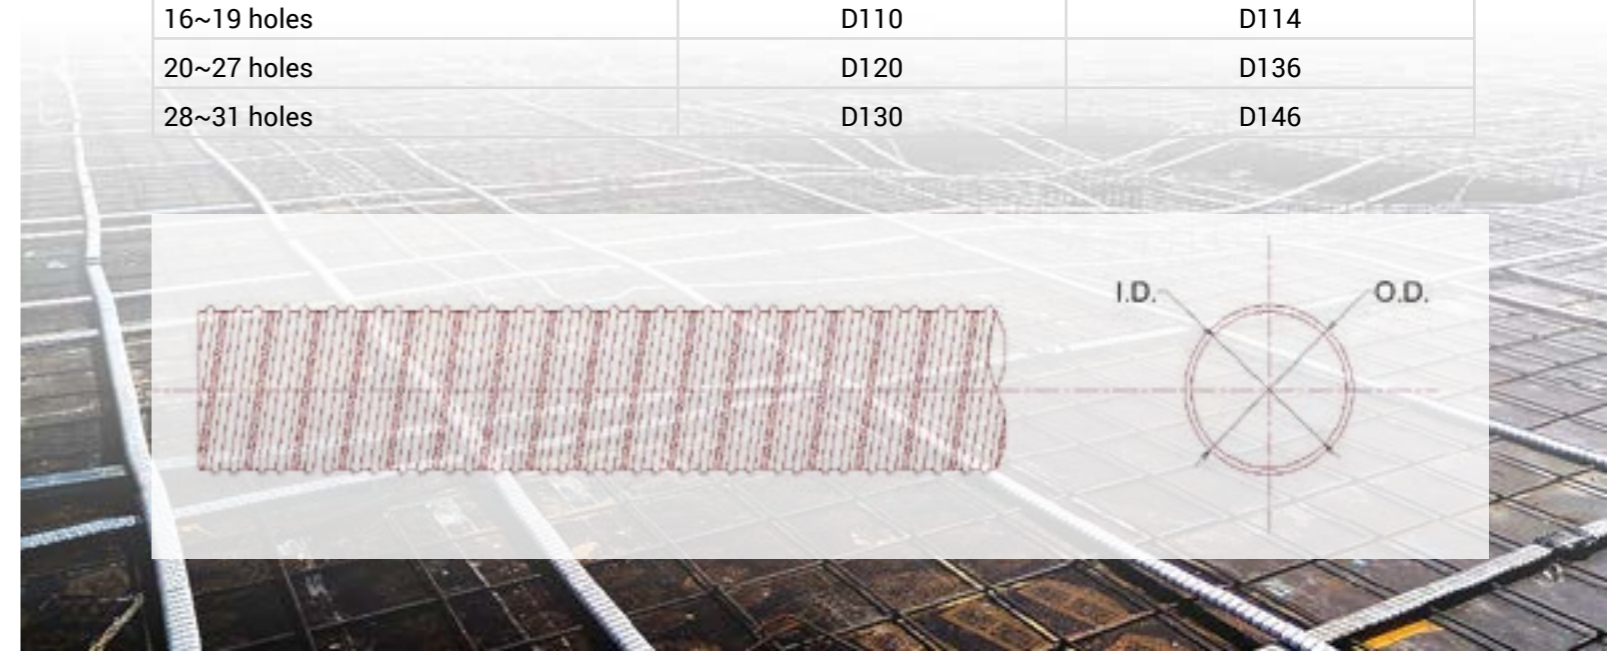 16~19 holes D110 D114
20~27 holes D120 D136
28~31 holes D130 D146
I.D. O.D.